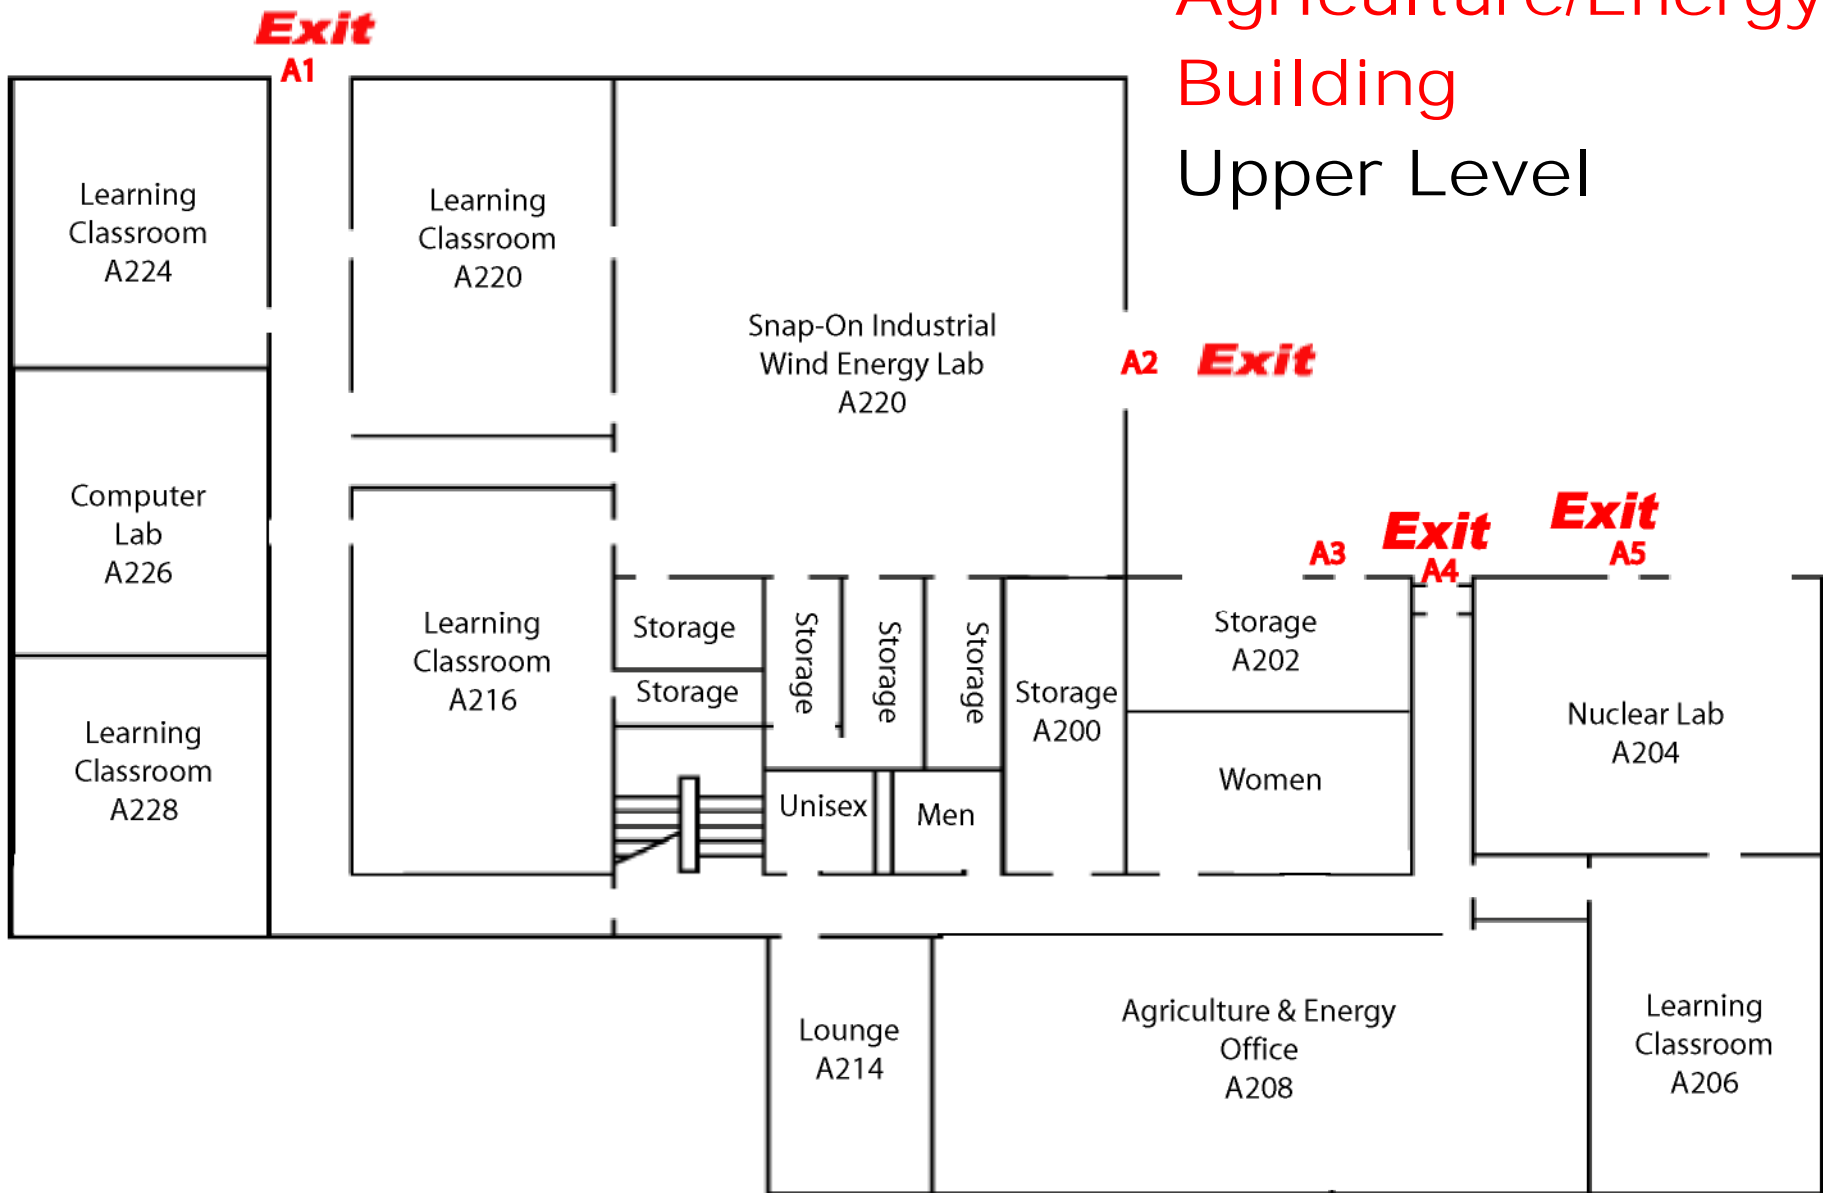 Agriculture/Energy
Building
Upper Level
Exit
A1
Learning
Classroom
A224
Learning
Classroom
A220
Snap-On Industrial
Wind Energy Lab
A220
A2 Exit
Computer
Lab
A226
Exit
A3
Exit
A4
A5
Learning
Classroom
A216
Storage
Storage
Storage
Storage
Storage
Storage
A200
Storage
A202
Women
Nuclear Lab
A204
Learning
Classroom
A228
Unisex
Men
Lounge
A214
Agriculture & Energy
Office
A208
Learning
Classroom
A206